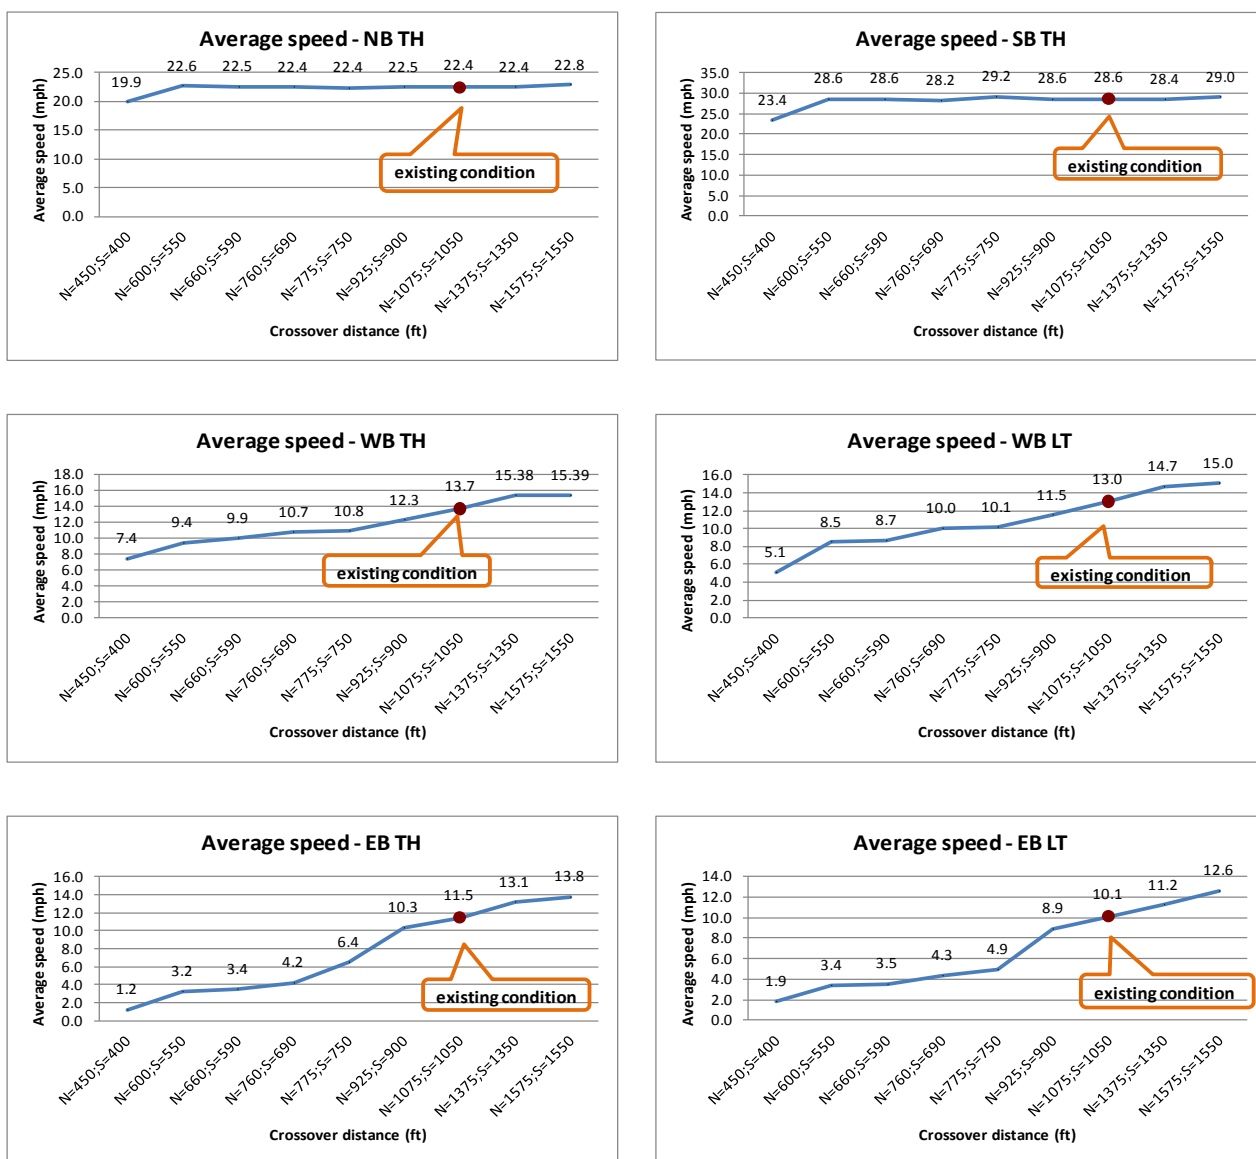 Average speed - NB TH
Average speed (mph)
25.0
20.0
15.0
10.0
5.0
0.0
19.9 22.6 22.5 22.4 22.4 22.5 22.4 22.4 22.8
existing condition
N=450;S=400 N=600;S=550 N=660;S=590 N=760;S=690 N=775;S=750 N=925;S=900 N=1075;S=1050 N=1375;S=1350 N=1575;S=1550
Crossover distance (ft)
Average speed - SB TH
Average speed (mph)
35.0
30.0
25.0
20.0
15.0
10.0
5.0
0.0
23.4 28.6 28.6 28.2 29.2 28.6 28.6 28.4 29.0
existing condition
N=450;S=400 N=600;S=550 N=660;S=590 N=760;S=690 N=775;S=750 N=925;S=900 N=1075;S=1050 N=1375;S=1350 N=1575;S=1550
Crossover distance (ft)
Average speed - WB TH
Average speed (mph)
18.0
16.0
14.0
12.0
10.0
8.0
6.0
4.0
2.0
0.0
7.4 9.4 9.9 10.7 10.8 12.3 13.7 15.38 15.39
existing condition
N=450;S=400 N=600;S=550 N=660;S=590 N=760;S=690 N=775;S=750 N=925;S=900 N=1075;S=1050 N=1375;S=1350 N=1575;S=1550
Crossover distance (ft)
Average speed - WB LT
Average speed (mph)
16.0
14.0
12.0
10.0
8.0
6.0
4.0
2.0
0.0
5.1 8.5 8.7 10.0 10.1 11.5 13.0 14.7 15.0
existing condition
N=450;S=400 N=600;S=550 N=660;S=590 N=760;S=690 N=775;S=750 N=925;S=900 N=1075;S=1050 N=1375;S=1350 N=1575;S=1550
Crossover distance (ft)
Average speed - EB TH
Average speed (mph)
16.0
14.0
12.0
10.0
8.0
6.0
4.0
2.0
0.0
1.2 3.2 3.4 4.2 6.4 10.3 11.5 13.1 13.8
existing condition
N=450;S=400 N=600;S=550 N=660;S=590 N=760;S=690 N=775;S=750 N=925;S=900 N=1075;S=1050 N=1375;S=1350 N=1575;S=1550
Crossover distance (ft)
Average speed - EB LT
Average speed (mph)
14.0
12.0
10.0
8.0
6.0
4.0
2.0
0.0
1.9 3.4 3.5 4.3 4.9 8.9 10.1 11.2 12.6
existing condition
N=450;S=400 N=600;S=550 N=660;S=590 N=760;S=690 N=775;S=750 N=925;S=900 N=1075;S=1050 N=1375;S=1350 N=1575;S=1550
Crossover distance (ft)